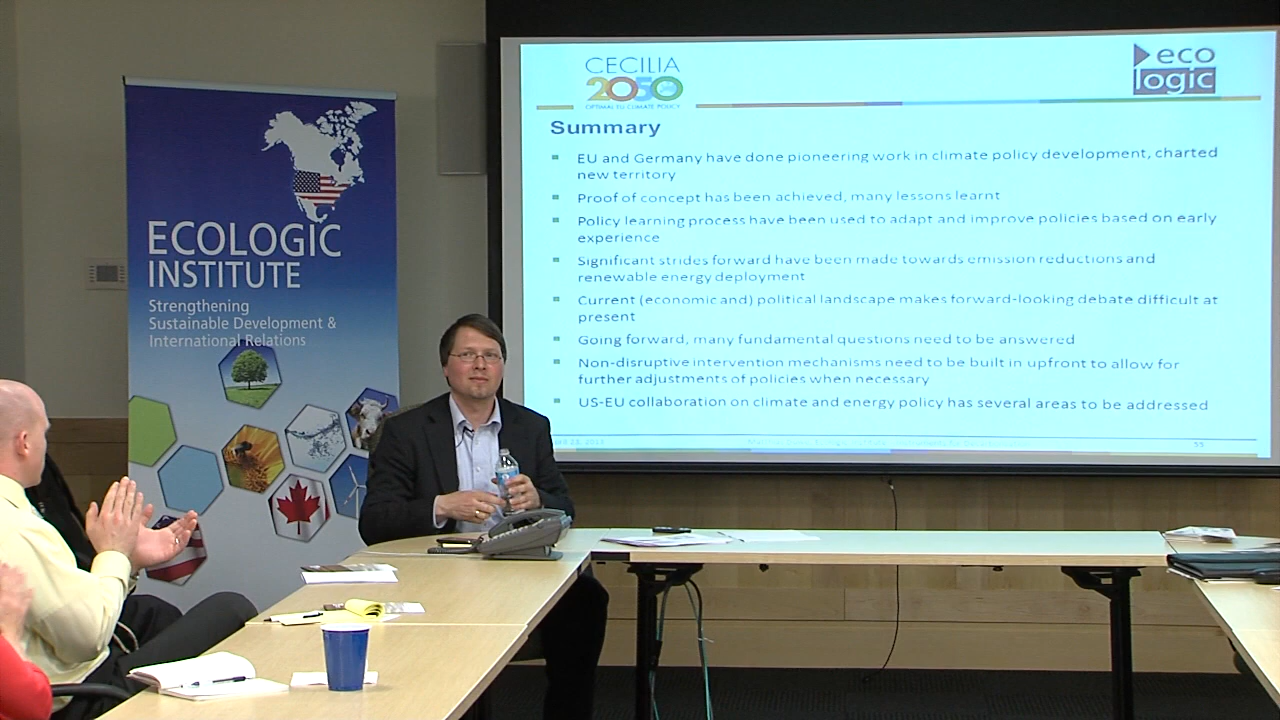 ECOLOGIC
INSTITUTE
Strengthening
Sustainable Development &
International Relations
CECILIA
2050
OPTIMAL EU CLIMATE POLICY
eco
logic
Summary
EU and Germany have done pioneering work in climate policy development, charted
new territory
Proof of concept has been achieved, many lessons learnt
Policy learning process have been used to adapt and improve policies based on early
experience
Significant strides forward have been made towards emission reductions and
renewable energy deployment
Current (economic and) political landscape makes forward-looking debate difficult at
present
Going forward, many fundamental questions need to be answered
Non-disruptive intervention mechanisms need to be built in upfront to allow for
further adjustments of policies when necessary
US-EU collaboration on climate and energy policy has several areas to be addressed
55